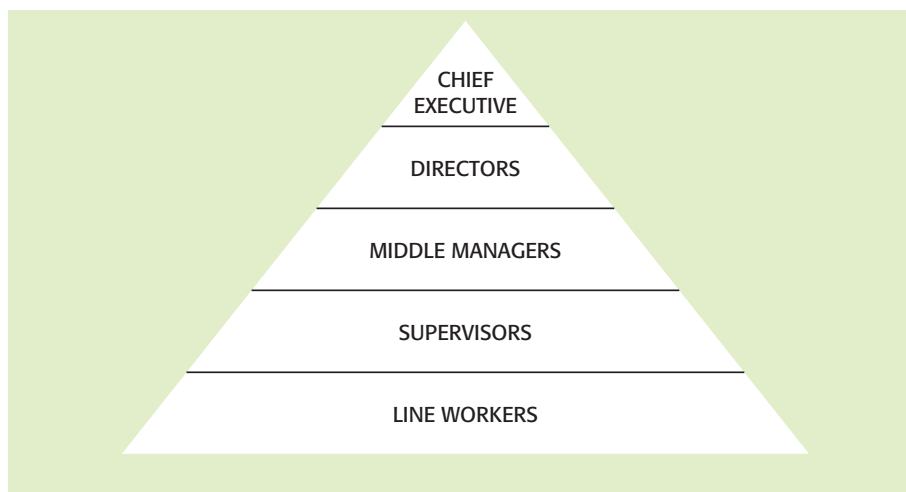 CHIEF
EXECUTIVE
DIRECTORS
MIDDLE MANAGERS
SUPERVISORS
LINE WORKERS